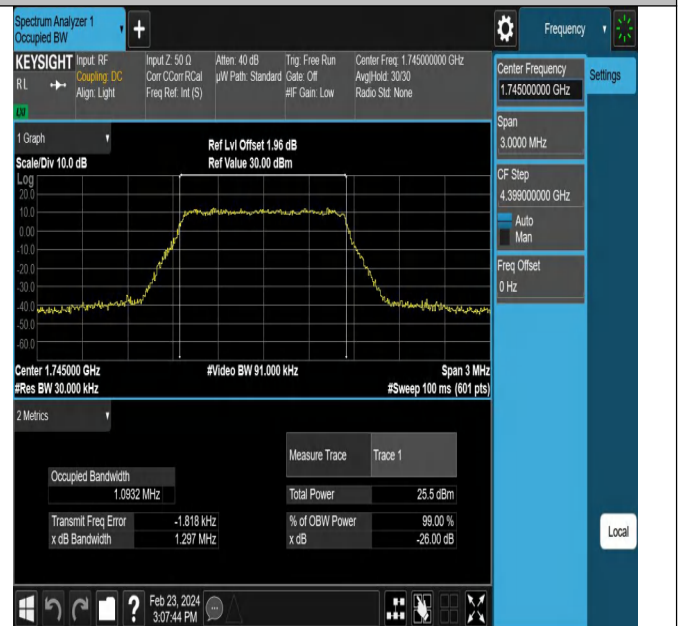 Spectrum Analyzer 1
Occupied BW
+
Frequency
KEYSIGHT
RL
Input: RF
Coupling: DC
Align: Light
Input Z: 50 Ω
Corr CCorr RCal
Freq Ref: Int (S)
Atten: 40 dB
µW Path: Standard
Trig: Free Run
Gate: Off
#IF Gain: Low
Center Freq: 1.745000000 GHz
Avg|Hold: 30/30
Radio Std: None
Center Frequency
1.745000000 GHz
Settings
Span
3.0000 MHz
CF Step
4.399000000 GHz
Auto
Man
Freq Offset
0 Hz
1 Graph
Scale/Div 10.0 dB
Ref Lvl Offset 1.96 dB
Ref Value 30.00 dBm
Log
20.0
10.0
0.00
-10.0
-20.0
-30.0
-40.0
-50.0
-60.0
Center 1.745000 GHz
#Res BW 30.000 kHz
#Video BW 91.000 kHz
Span 3 MHz
#Sweep 100 ms (601 pts)
2 Metrics
Measure Trace
Trace 1
Occupied Bandwidth
1.0932 MHz
Total Power
25.5 dBm
Transmit Freq Error
-1.818 kHz
% of OBW Power
99.00 %
x dB Bandwidth
1.297 MHz
x dB
-26.00 dB
Local
?
Feb 23, 2024
3:07:44 PM